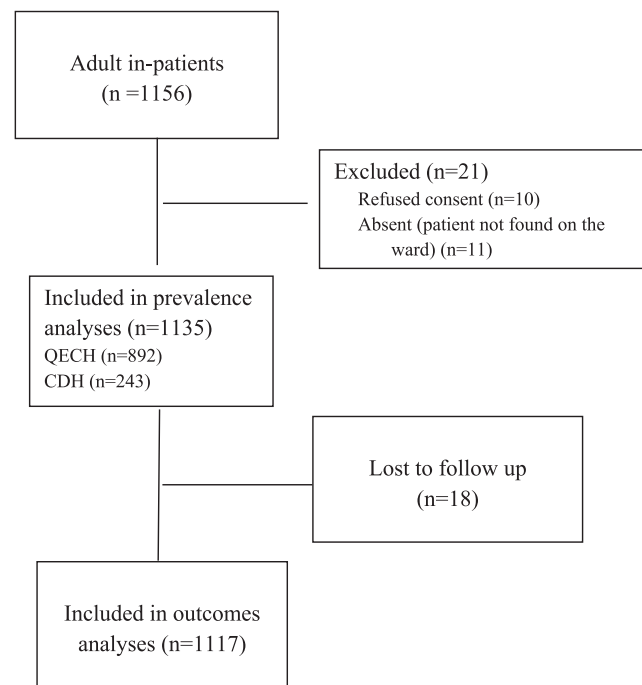 Adult in-patients
(n =1156)
Excluded (n=21)
Refused consent (n=10)
Absent (patient not found on the
ward) (n=11)
Included in prevalence
analyses (n=1135)
QECH (n=892)
CDH (n=243)
Lost to follow up
(n=18)
Included in outcomes
analyses (n=1117)